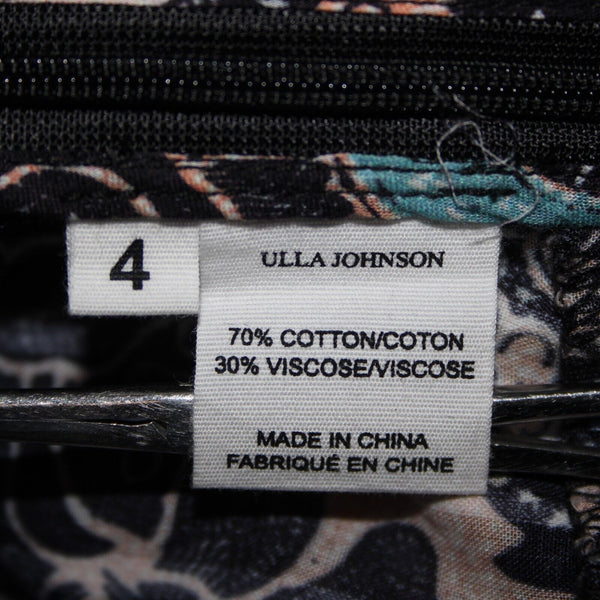 4
ULLA JOHNSON
70% COTTON/COTON
30% VISCOSE/VISCOSE
MADE IN CHINA
FABRIQUÉ EN CHINE